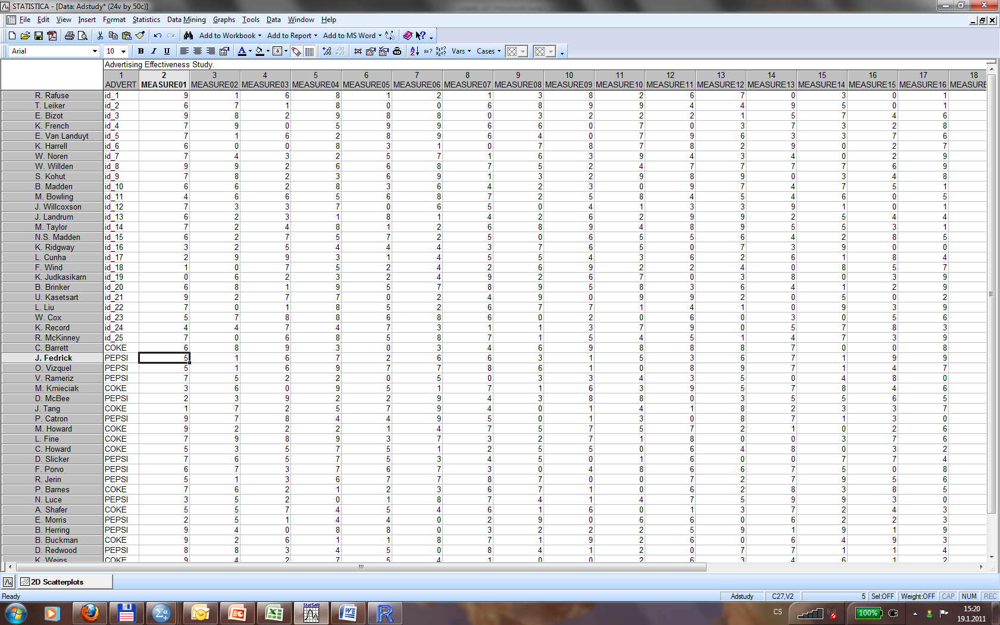 STATISTICA - [Data: Adstudy* (24v by 50c)]
File Edit View Insert Format Statistics Data Mining Graphs Tools Data Window Help
Add to Workbook Add to Report Add to MS Word
Arial 10 B I U Vars Cases
Advertising Effectiveness Study.
1 2 3 4 5 6 7 8 9 10 11 12 13 14 15 16 17 18
ADVERT MEASURE01 MEASURE02 MEASURE03 MEASURE04 MEASURE05 MEASURE06 MEASURE07 MEASURE08 MEASURE09 MEASURE10 MEASURE11 MEASURE12 MEASURE13 MEASURE14 MEASURE15 MEASURE16 MEASURE
R. Rafuse id_1 9 1 6 8 1 2 1 3 8 2 6 7 0 3 0 1
T. Leiker id_2 6 7 1 8 0 0 6 8 9 9 4 4 9 5 0 1
E. Bizot id_3 9 8 2 9 8 8 0 3 2 2 2 1 5 7 4 6
K. French id_4 7 9 0 5 9 9 6 6 0 7 0 3 7 3 2 8
E. Van Landuyt id_5 7 1 6 2 8 9 6 4 0 7 9 6 3 3 7 6
K. Harrell id_6 6 0 0 8 3 1 0 7 8 7 8 2 9 0 2 7
W. Noren id_7 7 4 3 2 5 7 1 6 3 9 4 3 4 0 2 9
W. Willden id_8 9 9 2 6 6 8 7 5 2 4 7 7 7 7 6 9
S. Kohut id_9 7 8 2 3 6 9 1 3 2 9 8 9 0 3 4 8
B. Madden id_10 6 6 2 8 3 6 4 2 3 0 9 7 4 7 5 1
M. Bowling id_11 4 6 6 5 6 8 7 2 5 8 4 5 4 6 0 5
J. Willcoxson id_12 7 3 3 7 0 6 5 0 4 1 3 3 9 1 0 1
J. Landrum id_13 6 2 3 1 8 1 4 2 6 2 9 9 2 5 4 4
M. Taylor id_14 7 2 4 8 1 2 6 8 9 4 8 9 5 5 3 1
N.S. Madden id_15 6 2 7 5 7 2 5 0 6 5 5 6 4 2 8 5
K. Ridgway id_16 3 2 5 4 4 4 3 7 6 5 0 7 3 9 0 0
L. Cunha id_17 2 9 9 3 1 4 5 5 4 3 6 2 6 1 8 4
F. Wind id_18 1 0 7 5 2 4 2 6 9 2 2 4 0 8 5 7
K. Judkasikarn id_19 0 6 2 3 2 4 9 2 6 7 0 3 8 0 3 9
B. Brinker id_20 6 8 1 9 5 7 8 9 5 8 3 6 4 1 2 9
U. Kasetsart id_21 9 2 7 7 0 2 4 9 0 9 9 2 0 5 0 2
L. Liu id_22 7 0 1 8 5 2 6 7 7 1 4 1 0 9 3 9
W. Cox id_23 5 7 8 8 6 8 6 0 2 0 6 0 3 0 5 6
K. Record id_24 4 4 7 4 7 3 1 1 3 7 9 0 5 7 8 3
R. McKinney id_25 7 0 6 8 5 8 7 1 5 4 5 1 4 7 3 9
C. Barrett COKE 6 8 9 3 0 3 4 6 9 8 8 8 7 0 0 8
J. Fedrick PEPSI 5 1 6 7 2 6 6 3 1 5 3 6 7 1 9 9
O. Vizquel PEPSI 5 1 6 9 7 7 8 6 1 0 8 9 7 1 4 7
V. Rameriz PEPSI 7 5 2 2 0 5 0 3 3 4 3 5 0 4 8 0
M. Kmieciak COKE 3 6 0 9 5 1 7 1 6 3 9 5 7 8 4 6
D. McBee PEPSI 2 3 9 2 2 9 4 3 8 8 0 3 5 5 6 5
J. Tang COKE 1 7 2 5 7 9 4 0 1 4 1 8 2 3 3 7
P. Catron PEPSI 9 7 8 4 4 9 5 0 1 3 0 8 7 1 3 0
M. Howard COKE 9 2 2 2 1 4 7 5 7 5 7 2 1 0 2 6
L. Fine COKE 7 9 8 9 3 7 3 2 7 1 8 0 0 3 7 6
C. Howard COKE 5 3 5 7 5 1 2 5 5 0 6 4 8 0 3 2
D. Slicker PEPSI 7 6 5 7 5 3 4 5 0 1 6 0 0 7 7 4
F. Porvo PEPSI 6 7 3 7 6 7 3 0 4 8 6 6 7 5 0 8
R. Jerin PEPSI 5 1 3 6 7 7 8 7 0 0 7 2 7 9 5 6
P. Barnes COKE 7 6 2 1 2 3 6 7 1 0 6 2 8 3 8 5
N. Luce PEPSI 3 5 2 0 1 8 7 4 1 4 7 5 9 9 3 0
A. Shafer COKE 5 5 7 4 5 4 6 1 6 0 1 3 7 2 4 3
E. Morris PEPSI 2 5 1 4 4 0 2 9 0 6 6 0 6 2 2 3
B. Herring PEPSI 9 4 0 8 8 0 3 2 2 2 5 9 1 9 1 9
B. Buckman COKE 9 2 6 1 1 8 7 1 9 2 6 0 6 4 9 3
D. Redwood PEPSI 8 8 3 4 5 0 8 4 1 2 0 7 7 1 1 4
K. Weins COKE 9 4 2 7 5 4 1 0 0 2 6 3 4 6 1 2
2D Scatterplots
Ready Adstudy C27,V2 5 Sel:OFF Weight:OFF CAP NUM REC
StatSoft CS 100% 15:20
19.1.2011